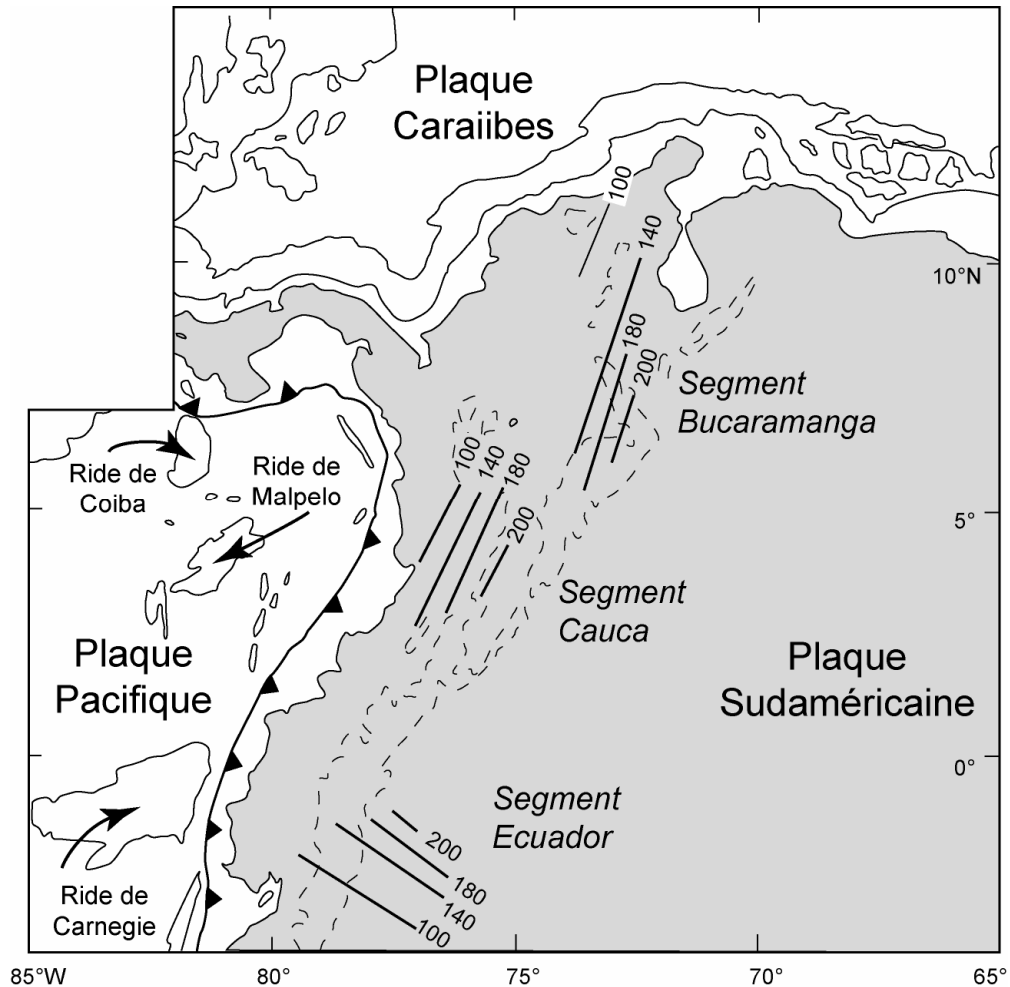 Plaque
Caraiibes
100
140
10°N
180
200
Segment
Bucaramanga
100
140
180
200
Ride de
Coiba
Ride de
Malpelo
5°
Segment
Cauca
Plaque
Pacifique
Plaque
Sudaméricaine
0°
Segment
Ecuador
200
180
140
100
Ride de
Carnegie
85°W
80°
75°
70°
65°